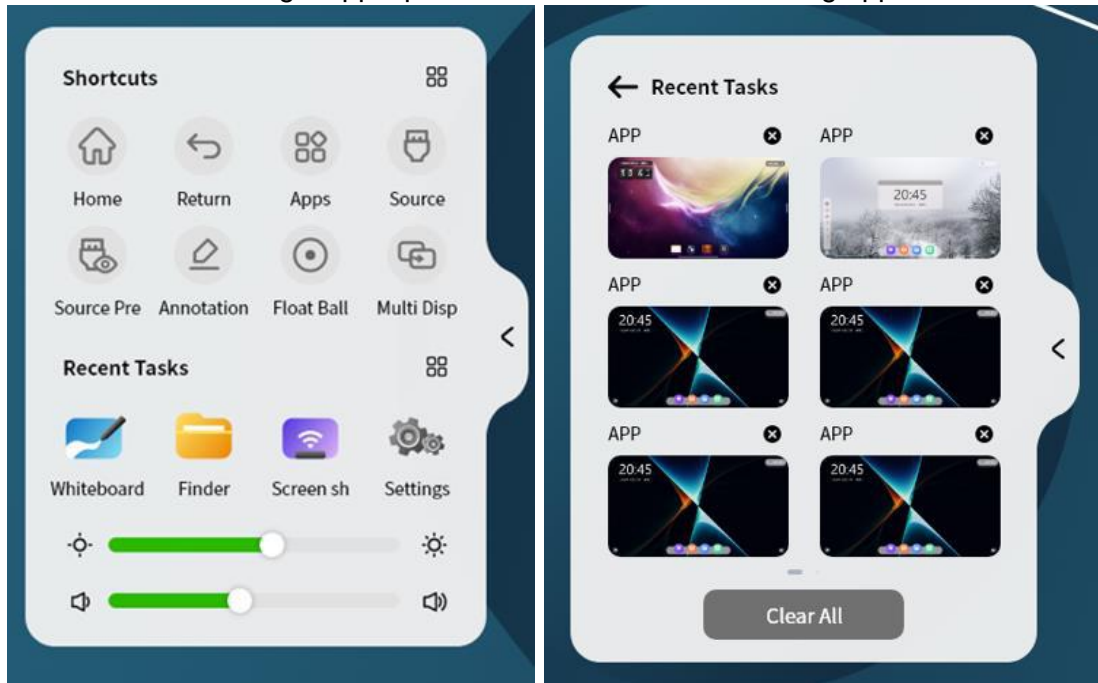 Shortcuts
Home Return Apps Source
Source Pre Annotation Float Ball Multi Disp
Recent Tasks
Whiteboard Finder Screen sh Settings
Recent Tasks
APP APP
20:45
APP APP
20:45 20:45
APP APP
20:45 20:45
Clear All